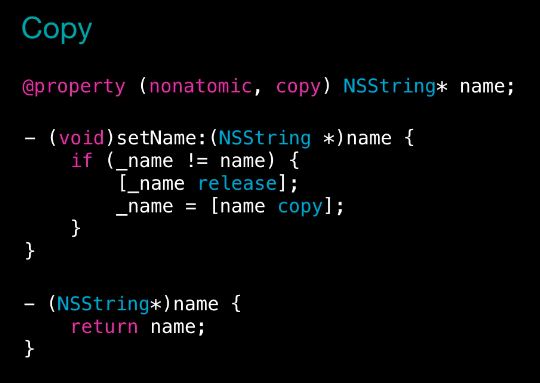 Copy
@property (nonatomic, copy) NSString* name;
- (void)setName:(NSString *)name {
if (_name != name) {
[_name release];
_name = [name copy];
}
}
- (NSString*)name {
return name;
}